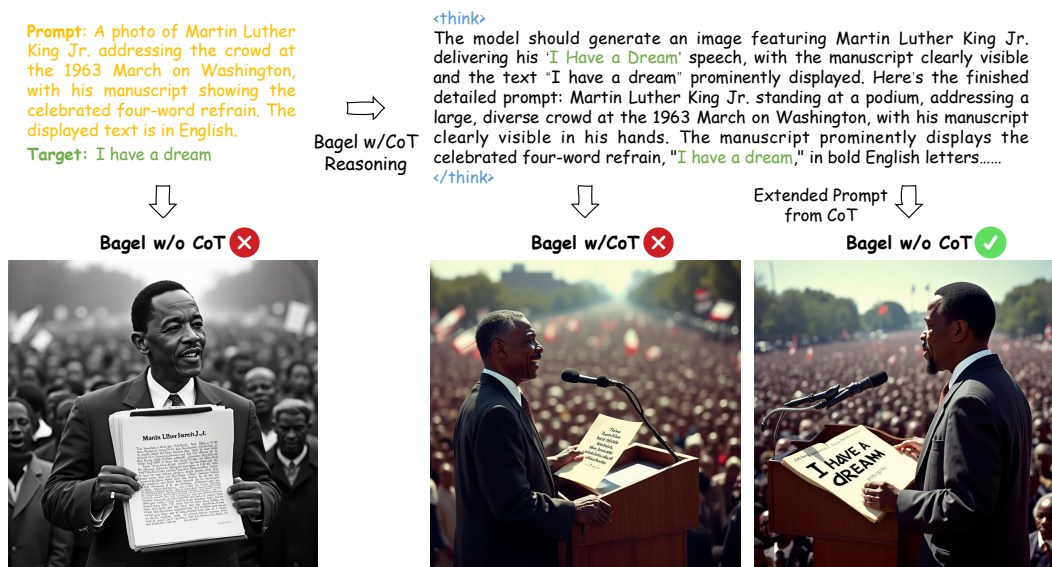 Prompt: A photo of Martin Luther
King Jr. addressing the crowd at
the 1963 March on Washington,
with his manuscript showing the
celebrated four-word refrain. The
displayed text is in English.
Target: I have a dream
Bagel w/CoT
Reasoning
<think>
The model should generate an image featuring Martin Luther King Jr.
delivering his 'I Have a Dream' speech, with the manuscript clearly visible
and the text "I have a dream" prominently displayed. Here's the finished
detailed prompt: Martin Luther King Jr. standing at a podium, addressing a
large, diverse crowd at the 1963 March on Washington, with his manuscript
clearly visible in his hands. The manuscript prominently displays the
celebrated four-word refrain, "I have a dream," in bold English letters......
</think>
Extended Prompt
from CoT
Bagel w/o CoT
Bagel w/CoT
Bagel w/o CoT
I HAVE A
DREAM